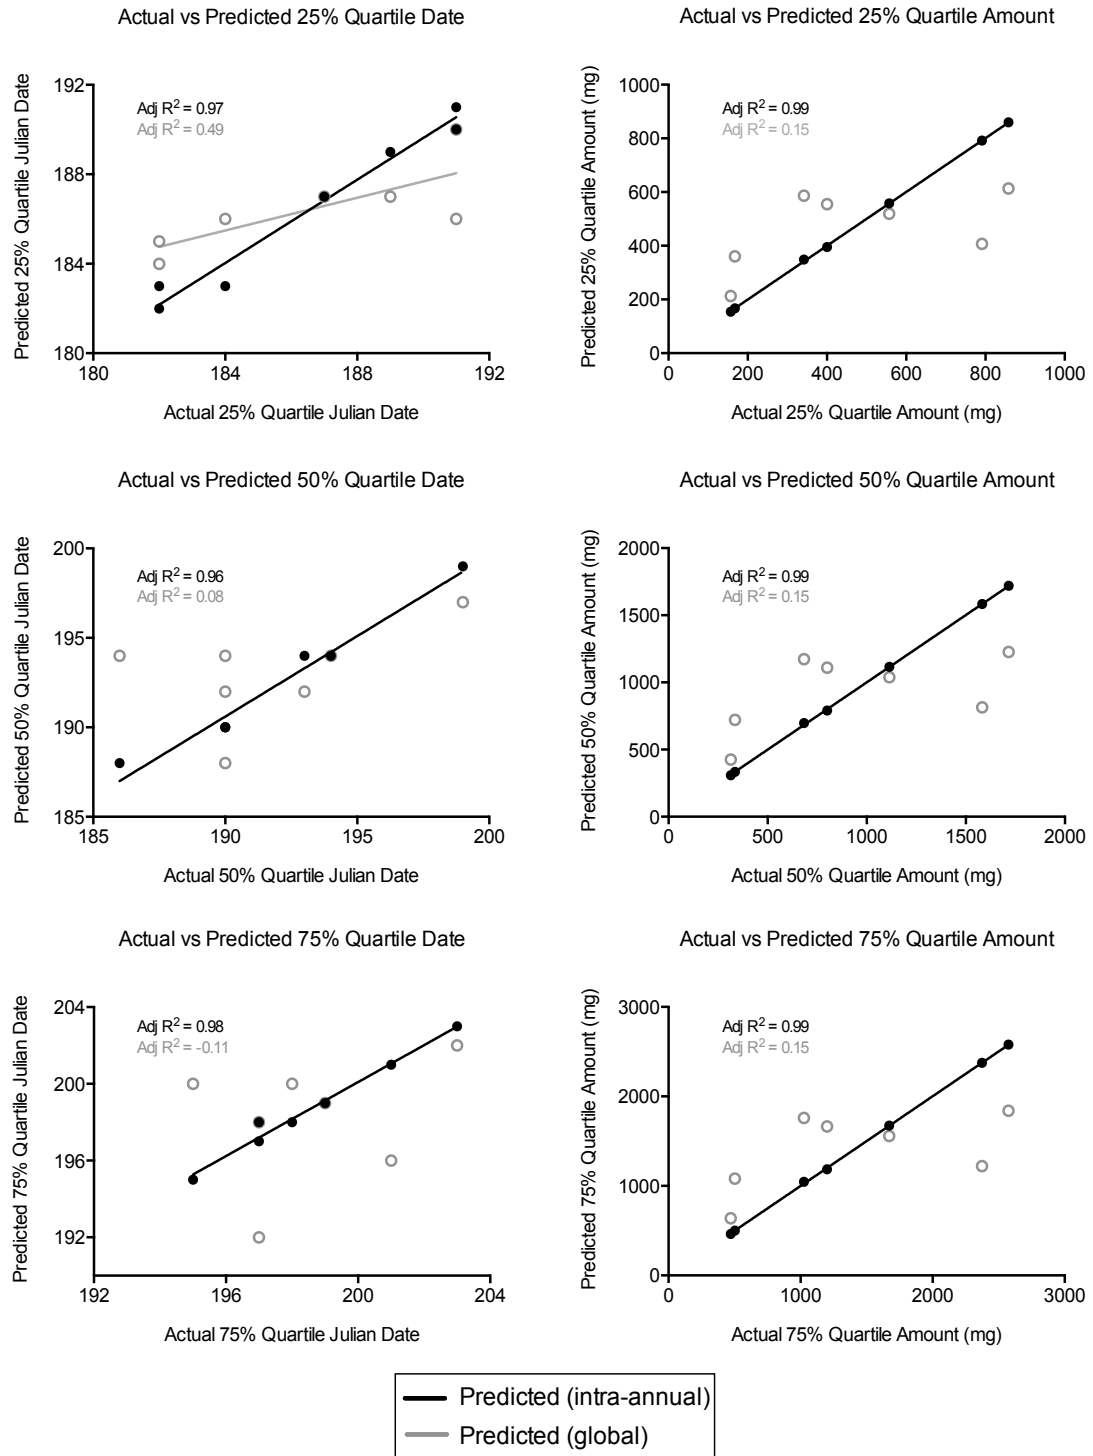 Actual vs Predicted 25% Quartile Date
Predicted 25% Quartile Julian Date
192
188
184
180
Adj R² = 0.97
Adj R² = 0.49
180 184 188 192
Actual 25% Quartile Julian Date
Actual vs Predicted 25% Quartile Amount
Predicted 25% Quartile Amount (mg)
1000
800
600
400
200
0
Adj R² = 0.99
Adj R² = 0.15
0 200 400 600 800 1000
Actual 25% Quartile Amount (mg)
Actual vs Predicted 50% Quartile Date
Predicted 50% Quartile Julian Date
200
195
190
185
Adj R² = 0.96
Adj R² = 0.08
185 190 195 200
Actual 50% Quartile Julian Date
Actual vs Predicted 50% Quartile Amount
Predicted 50% Quartile Amount (mg)
2000
1500
1000
500
0
Adj R² = 0.99
Adj R² = 0.15
0 500 1000 1500 2000
Actual 50% Quartile Amount (mg)
Actual vs Predicted 75% Quartile Date
Predicted 75% Quartile Julian Date
204
200
196
192
Adj R² = 0.98
Adj R² = -0.11
192 196 200 204
Actual 75% Quartile Julian Date
Actual vs Predicted 75% Quartile Amount
Predicted 75% Quartile Amount (mg)
3000
2000
1000
0
Adj R² = 0.99
Adj R² = 0.15
0 1000 2000 3000
Actual 75% Quartile Amount (mg)
Predicted (intra-annual)
Predicted (global)